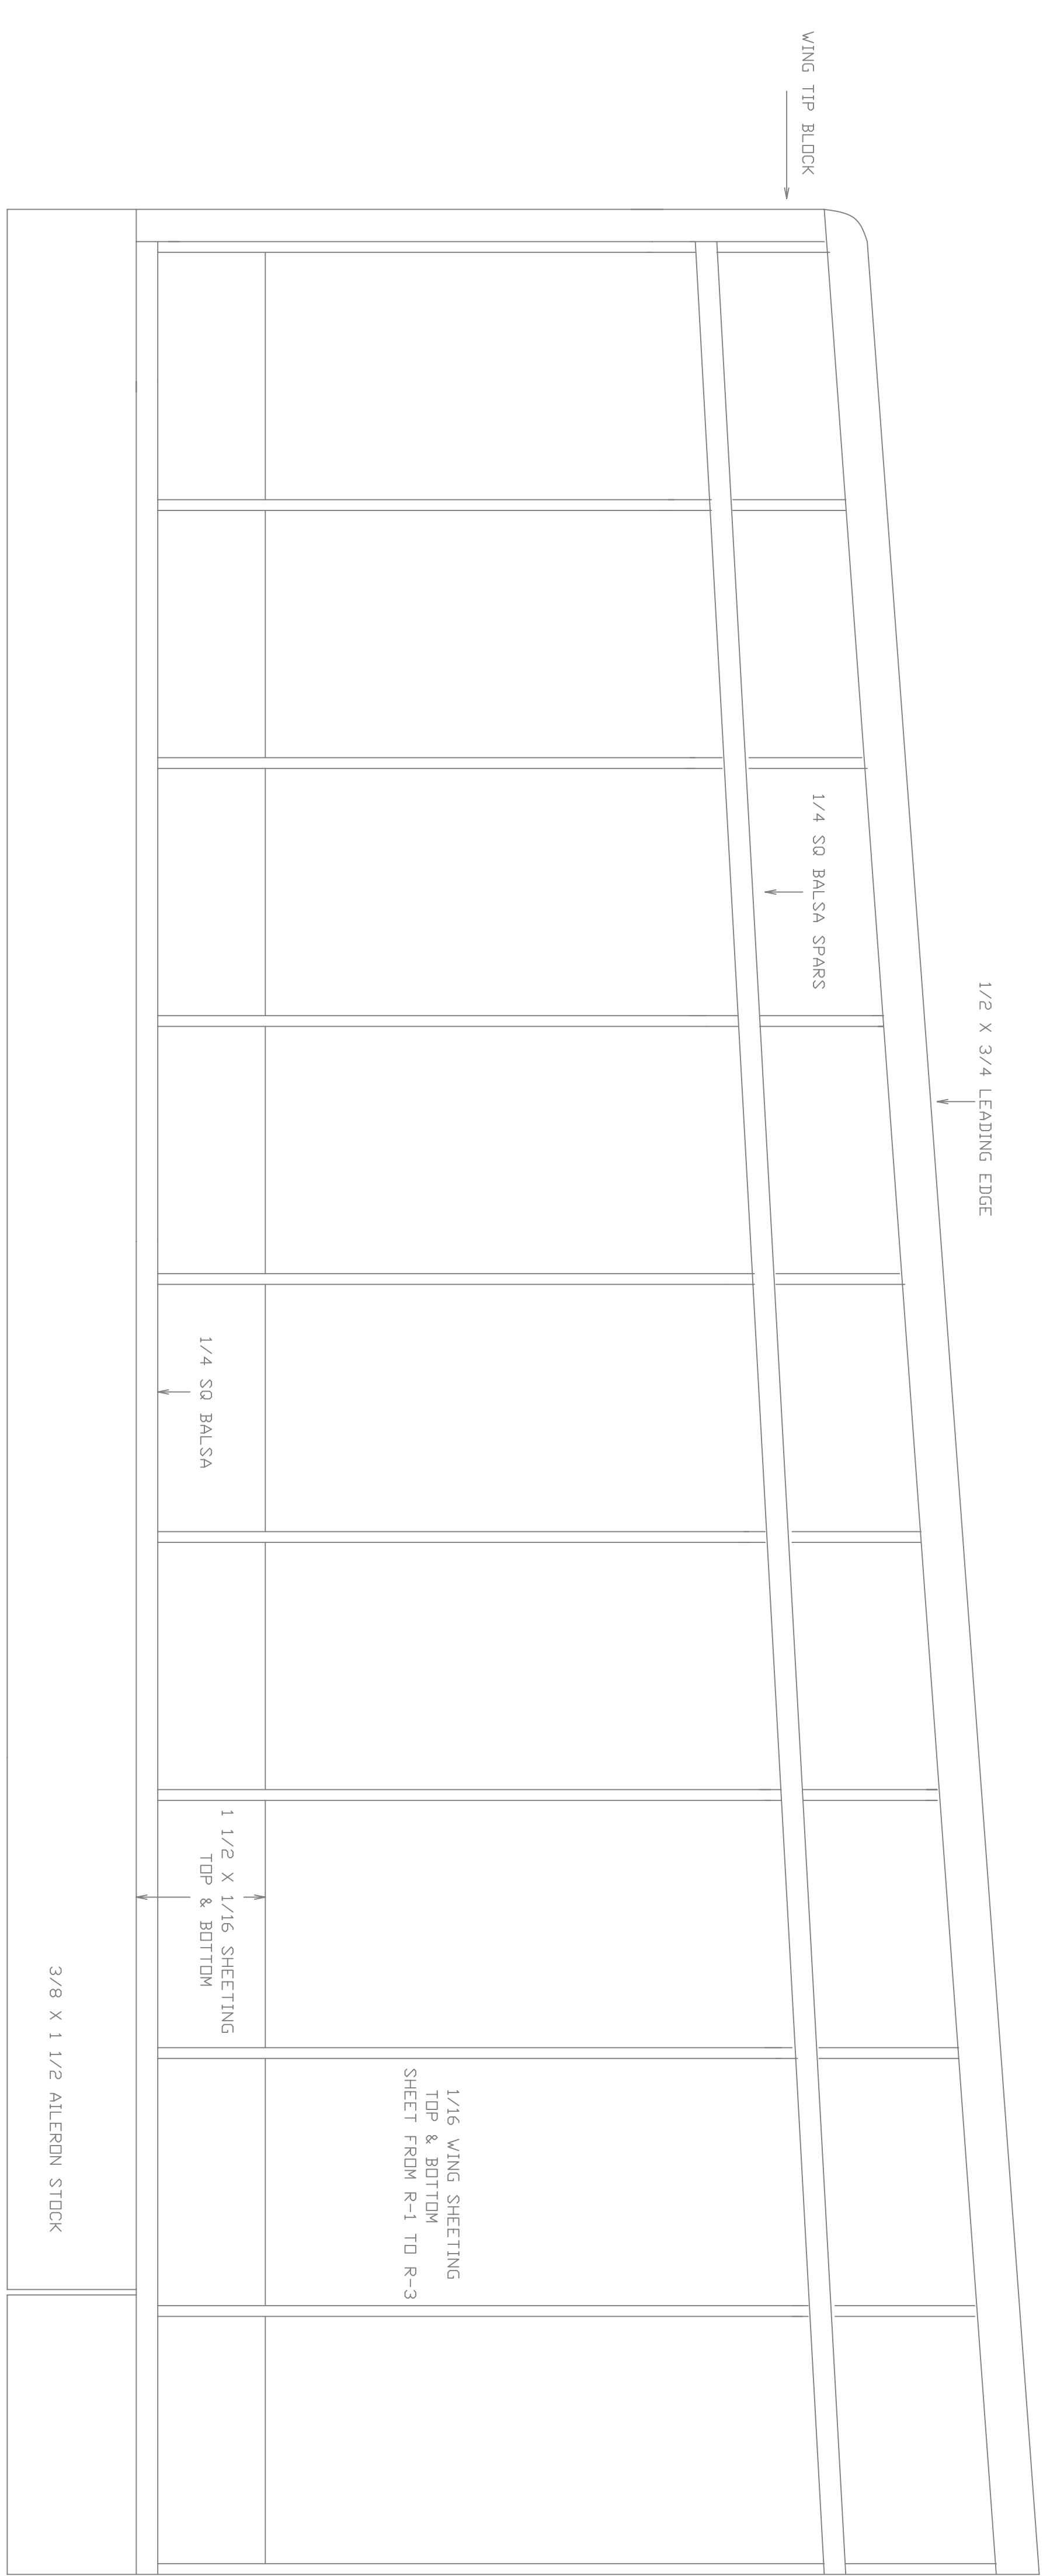 WING TIP BLOCK
1/4 SQ BALSA SPARS
1/2 X 3/4 LEADING EDGE
1/4 SQ BALSA
1 1/2 X 1/16 SHEETING
TOP & BOTTOM
3/8 X 1 1/2 AILERON STOCK
1/16 WING SHEETING
TOP & BOTTOM
SHEET FROM R-1 TO R-3